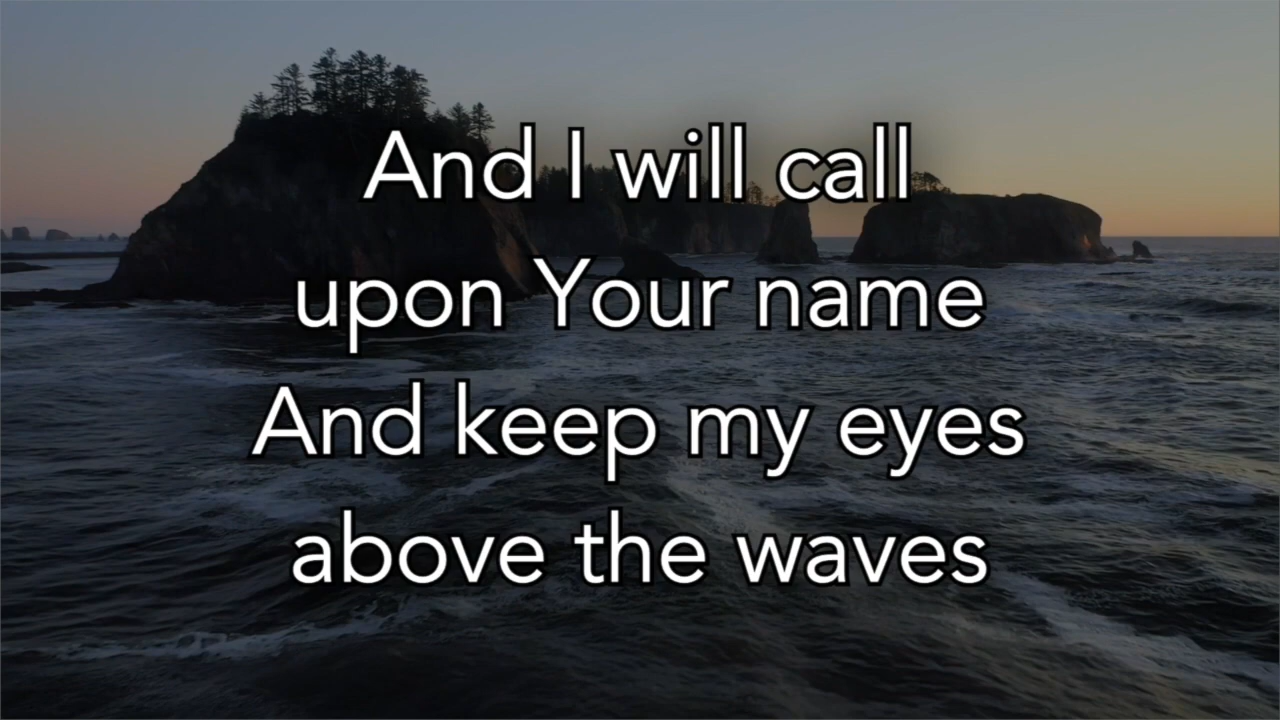 And I will call
upon Your name
And keep my eyes
above the waves